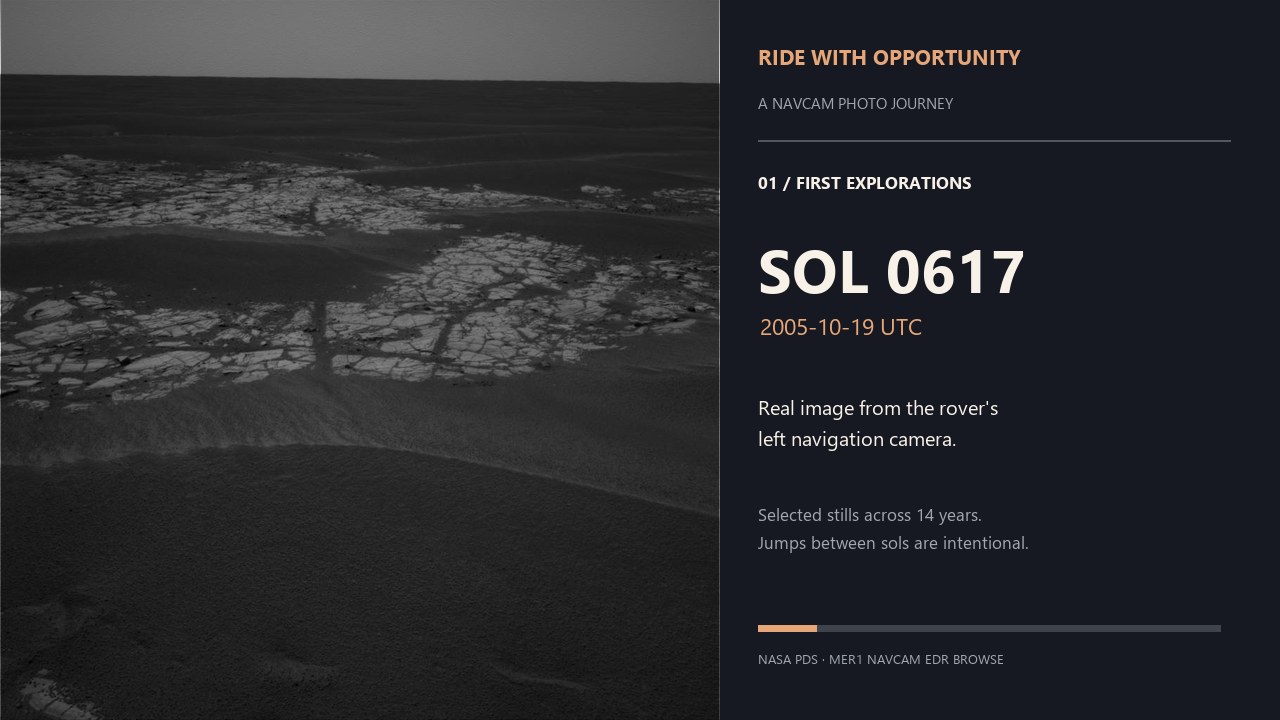 RIDE WITH OPPORTUNITY
A NAVCAM PHOTO JOURNEY
01 / FIRST EXPLORATIONS
SOL 0617
2005-10-19 UTC
Real image from the rover's
left navigation camera.
Selected stills across 14 years.
Jumps between sols are intentional.
NASA PDS · MER1 NAVCAM EDR BROWSE